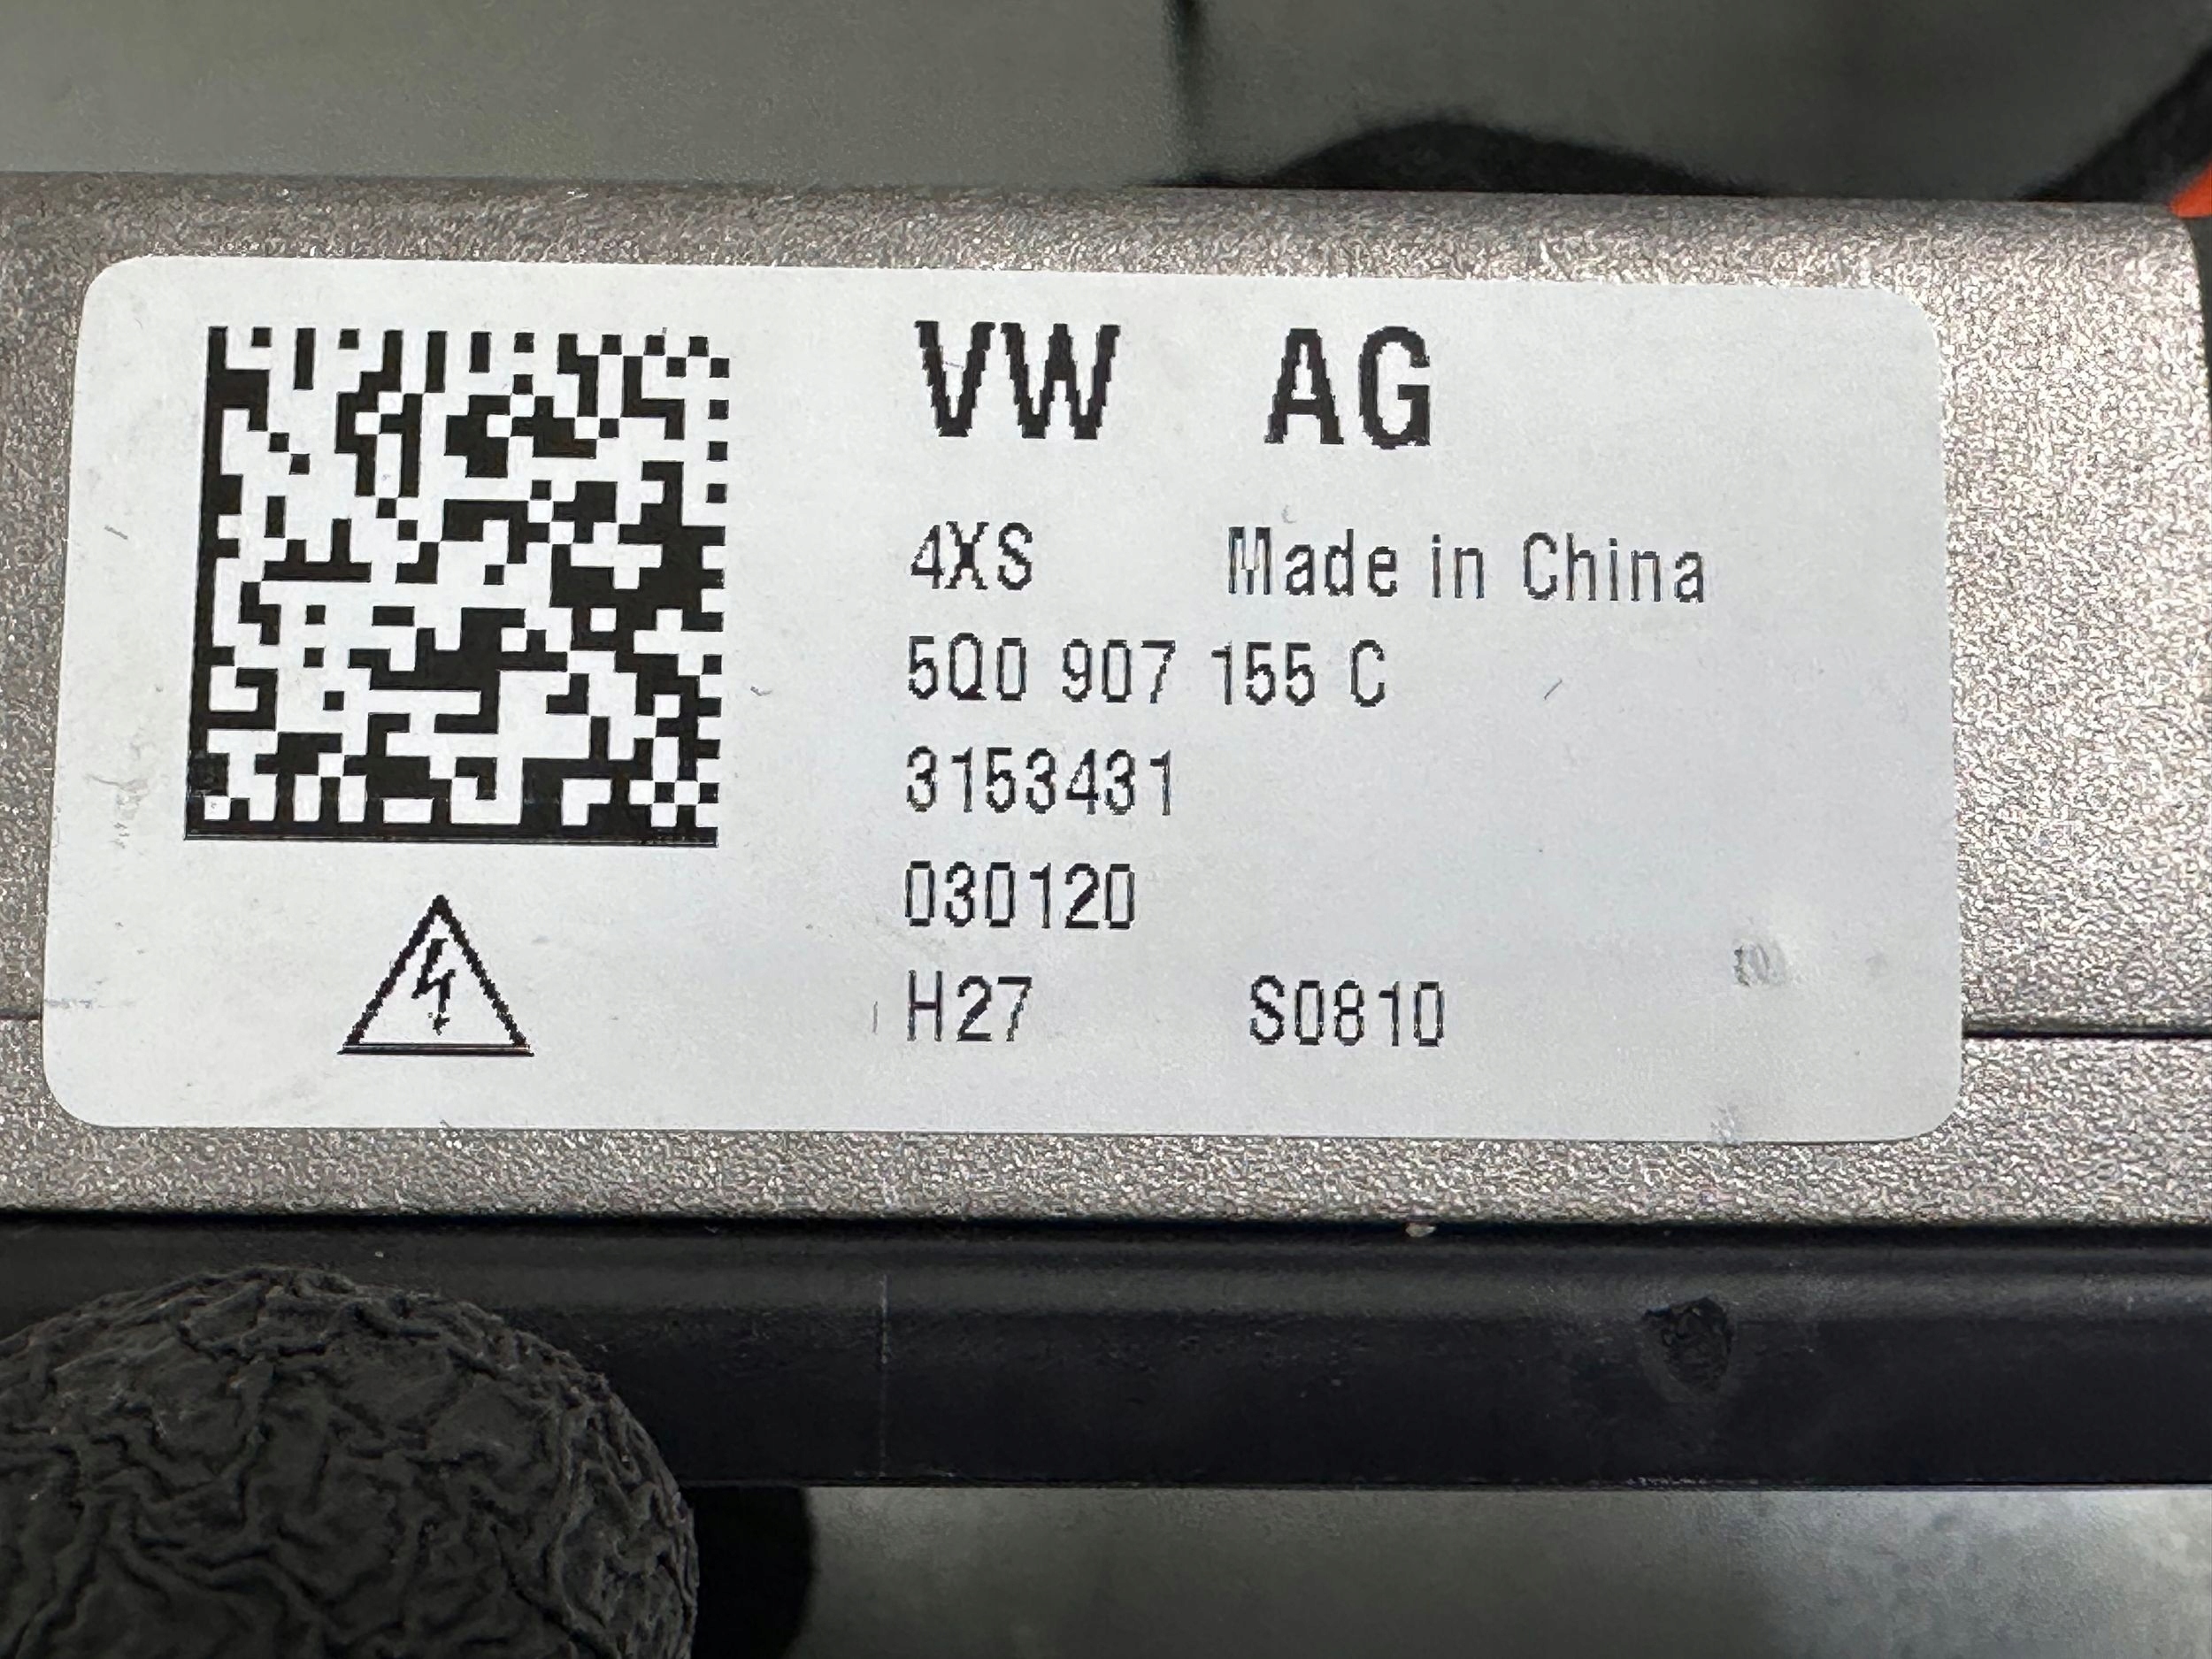 VW AG
4XS Made in China
5Q0 907 155 C
3153431
030120
H27 S0810